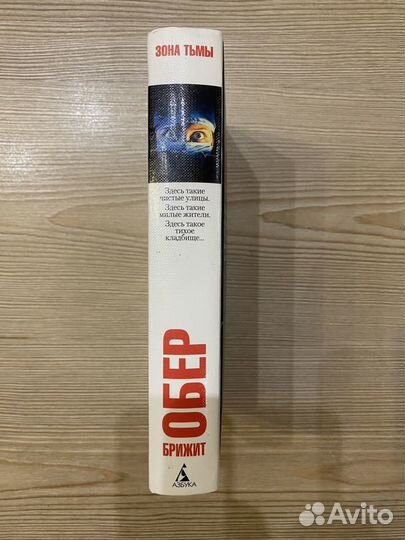 ЗОНА ТЬМЫ
Здесь такие
чистые улицы.
Здесь такие
милые жители.
Здесь такое
тихое
кладбище...
БРИЖИТ
ОБЕР
АЗБУКА
Avito